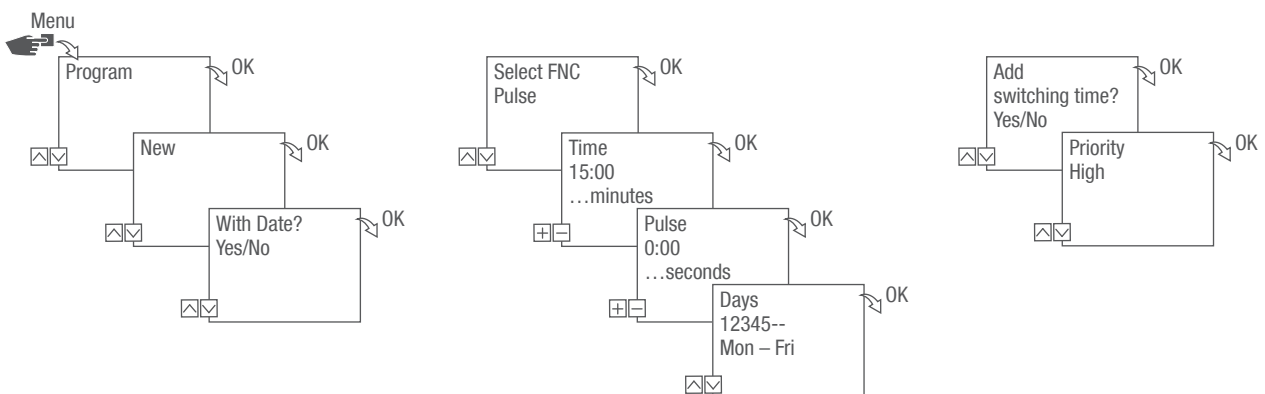 Menu
Program
OK
New
OK
With Date?
Yes/No
OK
Select FNC
Pulse
OK
Time
15:00
…minutes
OK
Pulse
0:00
…seconds
OK
Days
12345--
Mon – Fri
OK
Add
switching time?
Yes/No
OK
Priority
High
OK